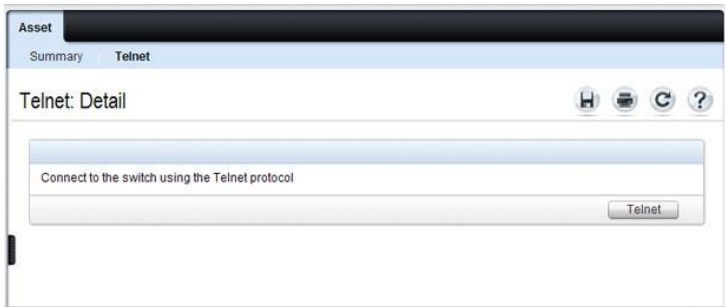 Asset
Summary Telnet
Telnet: Detail
Connect to the switch using the Telnet protocol
Telnet